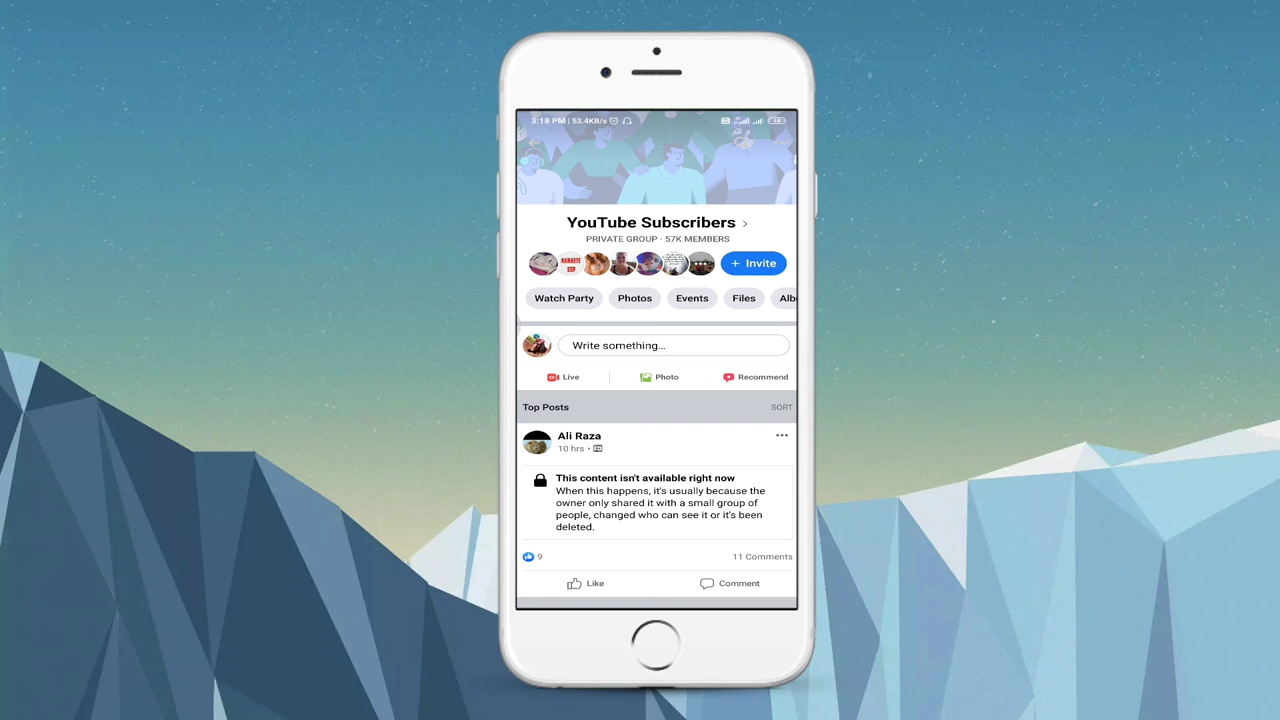 3:18 PM | 53.4KB/s 48
YouTube Subscribers
PRIVATE GROUP · 57K MEMBERS
NAMASTE
+ Invite
Watch Party Photos Events Files Alb
Write something...
Live Photo Recommend
Top Posts SORT
Ali Raza
10 hrs ·
This content isn't available right now
When this happens, it's usually because the
owner only shared it with a small group of
people, changed who can see it or it's been
deleted.
9 11 Comments
Like Comment